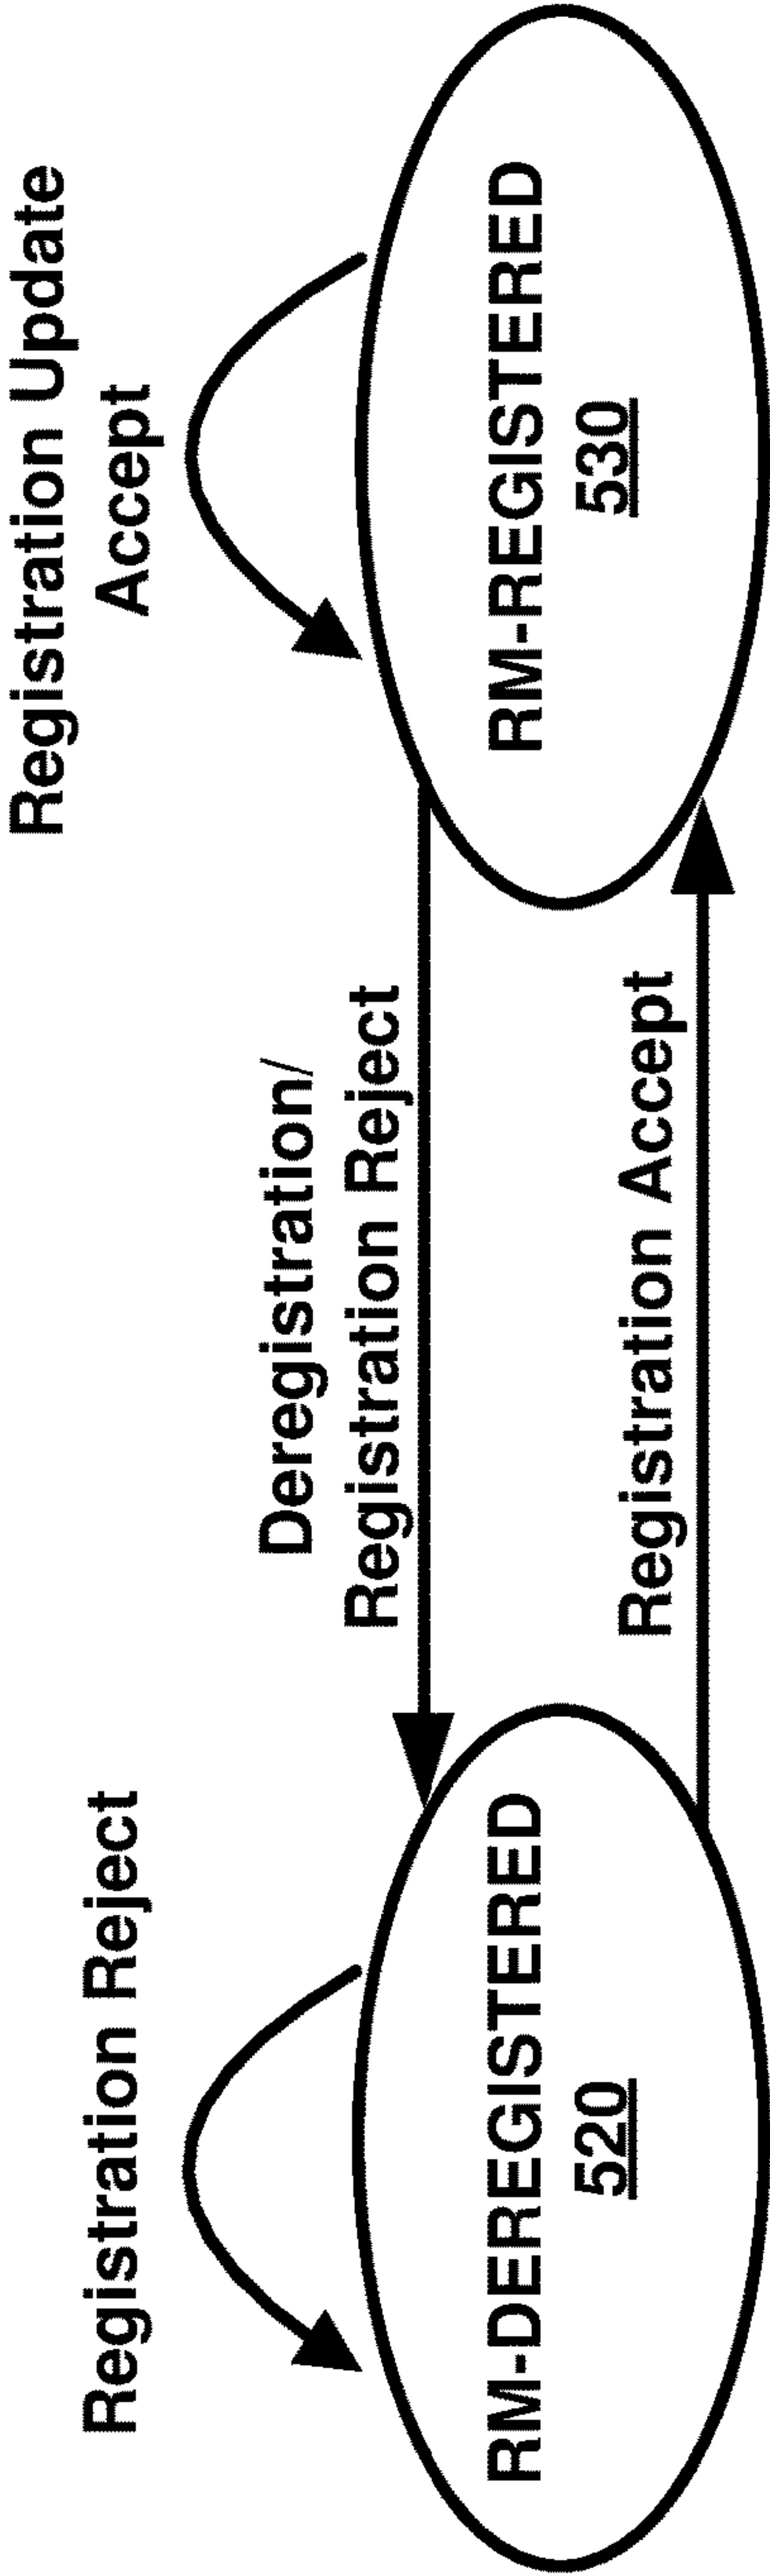 Registration Reject
RM-DEREGISTERED
520
Deregistration/
Registration Reject
Registration Accept
Registration Update
Accept
RM-REGISTERED
530